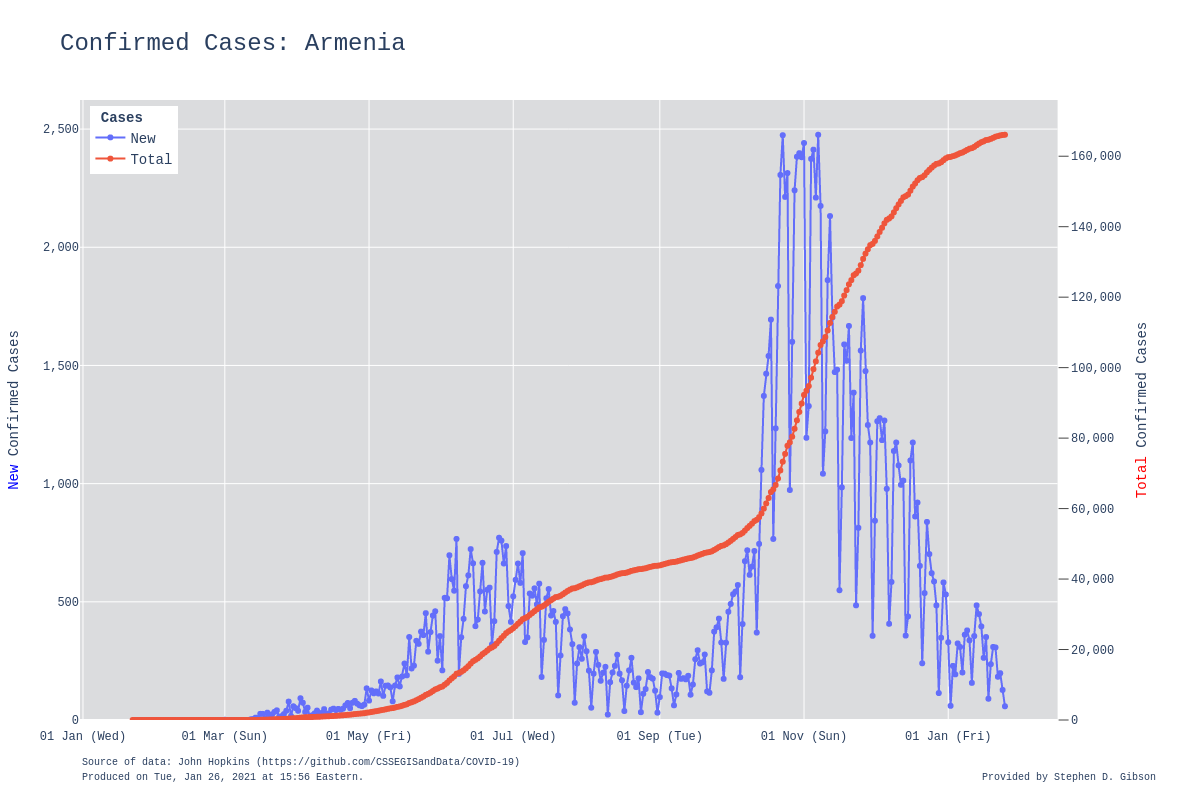 Confirmed Cases: Armenia
Cases
New
Total
2,500
2,000
1,500
1,000
500
0
160,000
140,000
120,000
100,000
80,000
60,000
40,000
20,000
0
New Confirmed Cases
Total Confirmed Cases
01 Jan (Wed) 01 Mar (Sun) 01 May (Fri) 01 Jul (Wed) 01 Sep (Tue) 01 Nov (Sun) 01 Jan (Fri)
Source of data: John Hopkins (https://github.com/CSSEGISandData/COVID-19)
Produced on Tue, Jan 26, 2021 at 15:56 Eastern.
Provided by Stephen D. Gibson